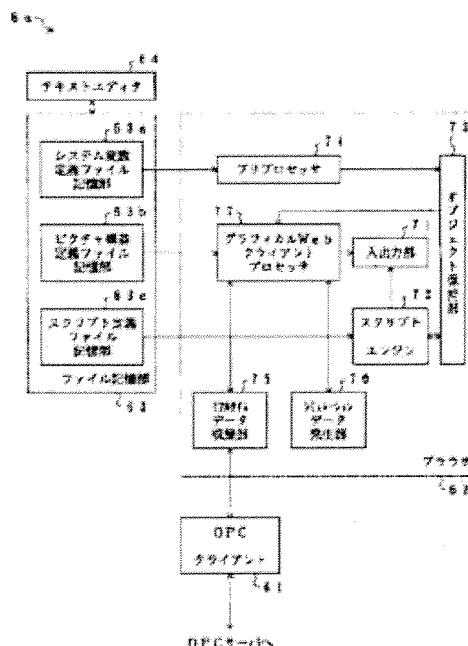 6a
64
テキストエディタ
63a
システム変数
定義ファイル
記憶部
74
プリプロセッサ
73
オブジェクト保持部
63b
ピクチャ構築
定義ファイル
記憶部
77
グラフィカルWeb
クライアント
プロセッサ
71
入出力部
72
スクリプト
エンジン
63c
スクリプト定義
ファイル
記憶部
ファイル記憶部
63
75
データ
収集器
76
データ
発生器
ブラウザ
62
OPC
クライアント
61
OPCサーバへ